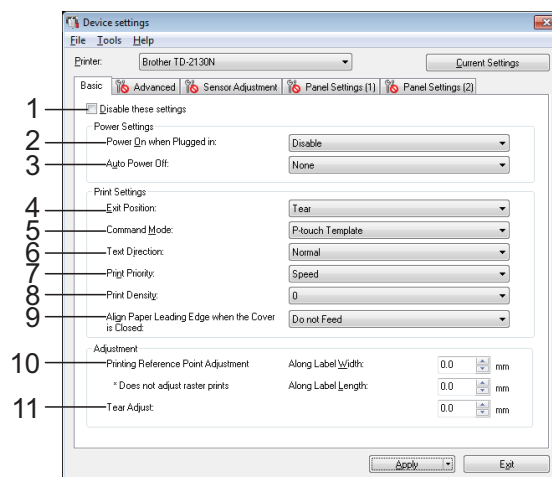 Device settings
File Tools Help
Printer: Brother TD-2130N Current Settings
Basic Advanced Sensor Adjustment Panel Settings (1) Panel Settings (2)
1 Disable these settings
Power Settings
2 Power On when Plugged in: Disable
3 Auto Power Off: None
Print Settings
4 Exit Position: Tear
5 Command Mode: P-touch Template
6 Text Direction: Normal
7 Print Priority: Speed
8 Print Density: 0
9 Align Paper Leading Edge when the Cover is Closed: Do not Feed
Adjustment
10 Printing Reference Point Adjustment Along Label Width: 0.0 mm
* Does not adjust raster prints Along Label Length: 0.0 mm
11 Tear Adjust: 0.0 mm
Apply Exit